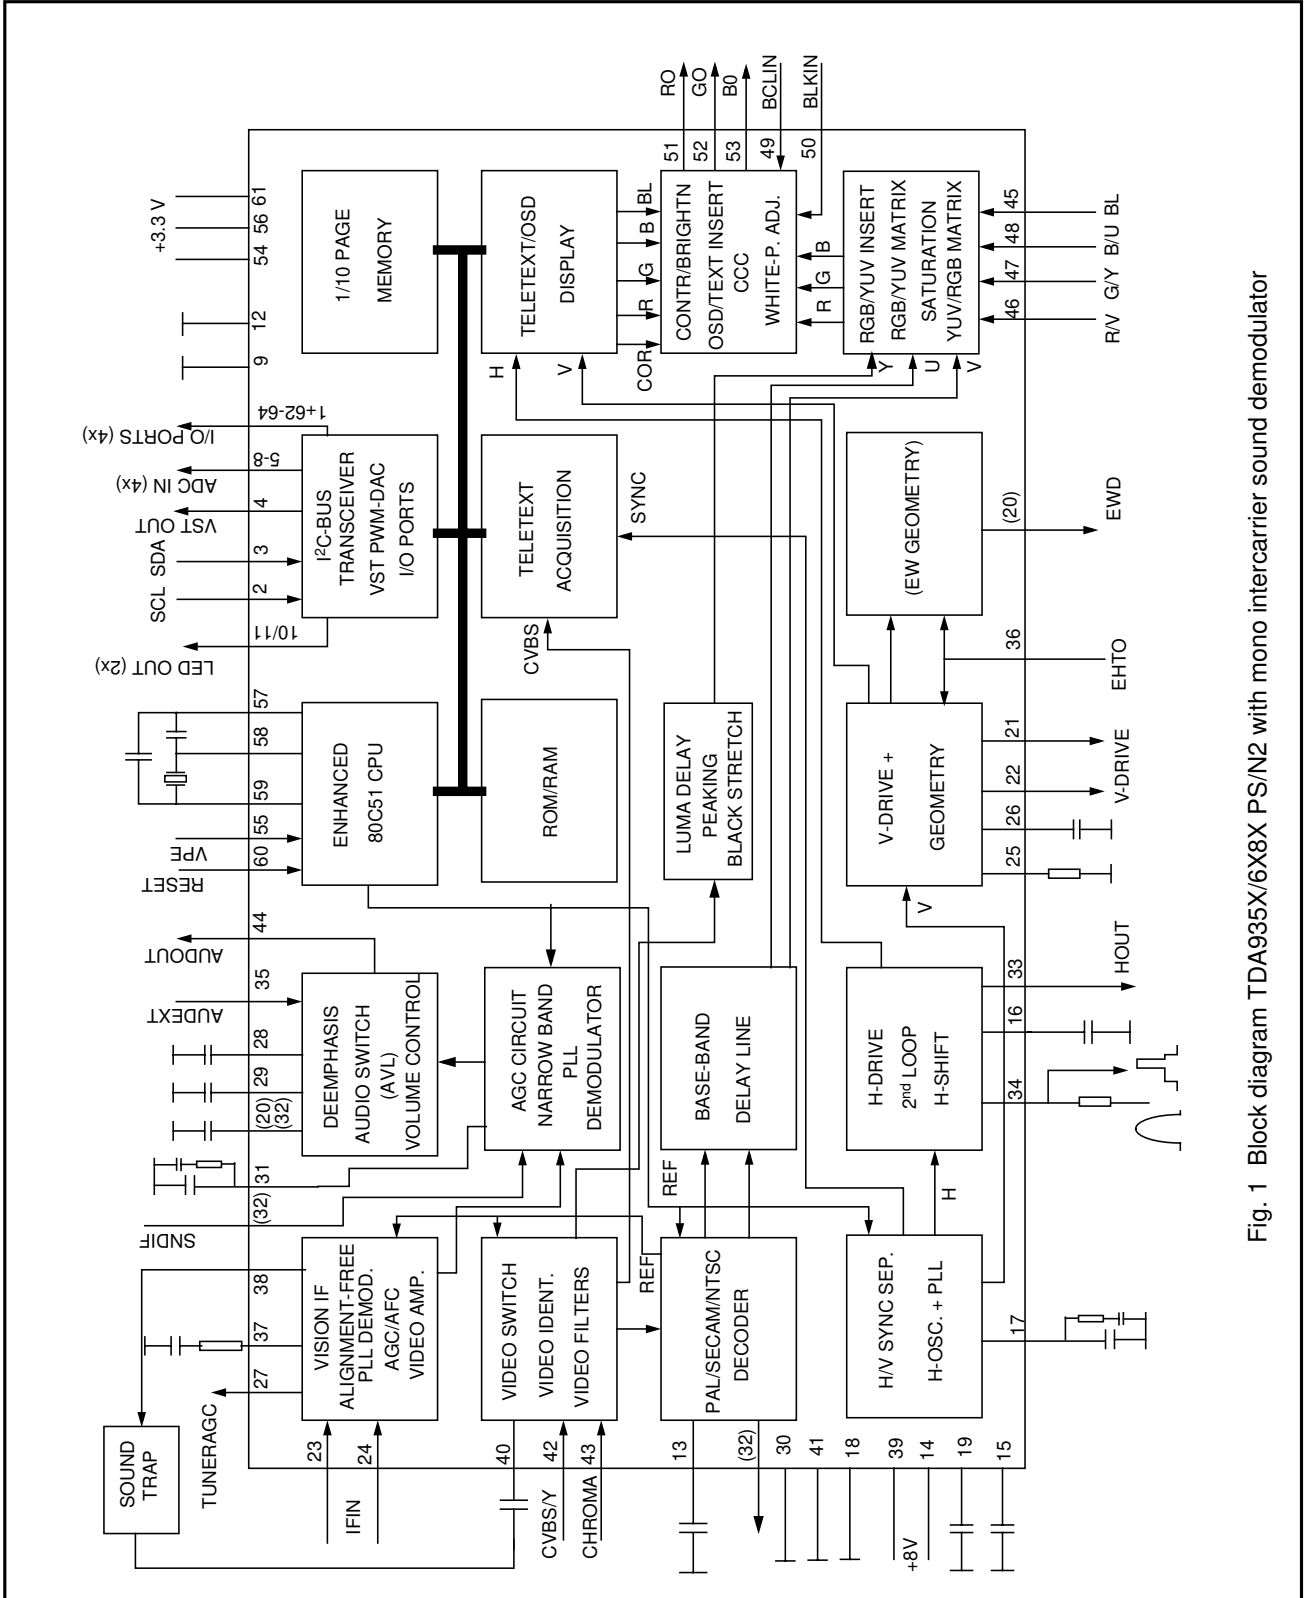 SOUND
TRAP
TUNERAGC
27
37
38
SNDIF
(32)
31
(20)
(32)
29
28
AUDEXT
35
AUDOUT
44
RESET
60
VPE
55
59
58
57
LED OUT (2x)
10/11
SCL
2
SDA
3
VST OUT
4
ADC IN (4x)
5-8
I/O PORTS (4x)
1+62-64
9
12
+3.3 V
54
56
61
IFIN
23
24
VISION IF
ALIGNMENT-FREE
PLL DEMOD.
AGC/AFC
VIDEO AMP.
DEEMPHASIS
AUDIO SWITCH
(AVL)
VOLUME CONTROL
ENHANCED
80C51 CPU
I²C-BUS
TRANSCEIVER
VST PWM-DAC
I/O PORTS
1/10 PAGE
MEMORY
40
CVBS/Y
42
CHROMA
43
VIDEO SWITCH
VIDEO IDENT.
VIDEO FILTERS
AGC CIRCUIT
NARROW BAND
PLL
DEMODULATOR
ROM/RAM
CVBS
TELETEXT
ACQUISITION
SYNC
H
V
TELETEXT/OSD
DISPLAY
COR
R
G
B
BL
REF
REF
13
(32)
30
41
18
PAL/SECAM/NTSC
DECODER
BASE-BAND
DELAY LINE
LUMA DELAY
PEAKING
BLACK STRETCH
CONTR/BRIGHTN
OSD/TEXT INSERT
CCC
WHITE-P. ADJ.
51
RO
52
GO
53
B0
49
BCLIN
50
BLKIN
R
G
B
Y
U
V
RGB/YUV INSERT
RGB/YUV MATRIX
SATURATION
YUV/RGB MATRIX
39
+8V
14
19
15
H/V SYNC SEP.
H-OSC. + PLL
H
H-DRIVE
2nd LOOP
H-SHIFT
V
V-DRIVE +
GEOMETRY
(EW GEOMETRY)
17
34
16
33
HOUT
25
26
22
21
V-DRIVE
36
EHTO
(20)
EWD
46
47
48
45
R/V
G/Y
B/U
BL
Fig. 1 Block diagram TDA935X/6X8X PS/N2 with mono intercarrier sound demodulator